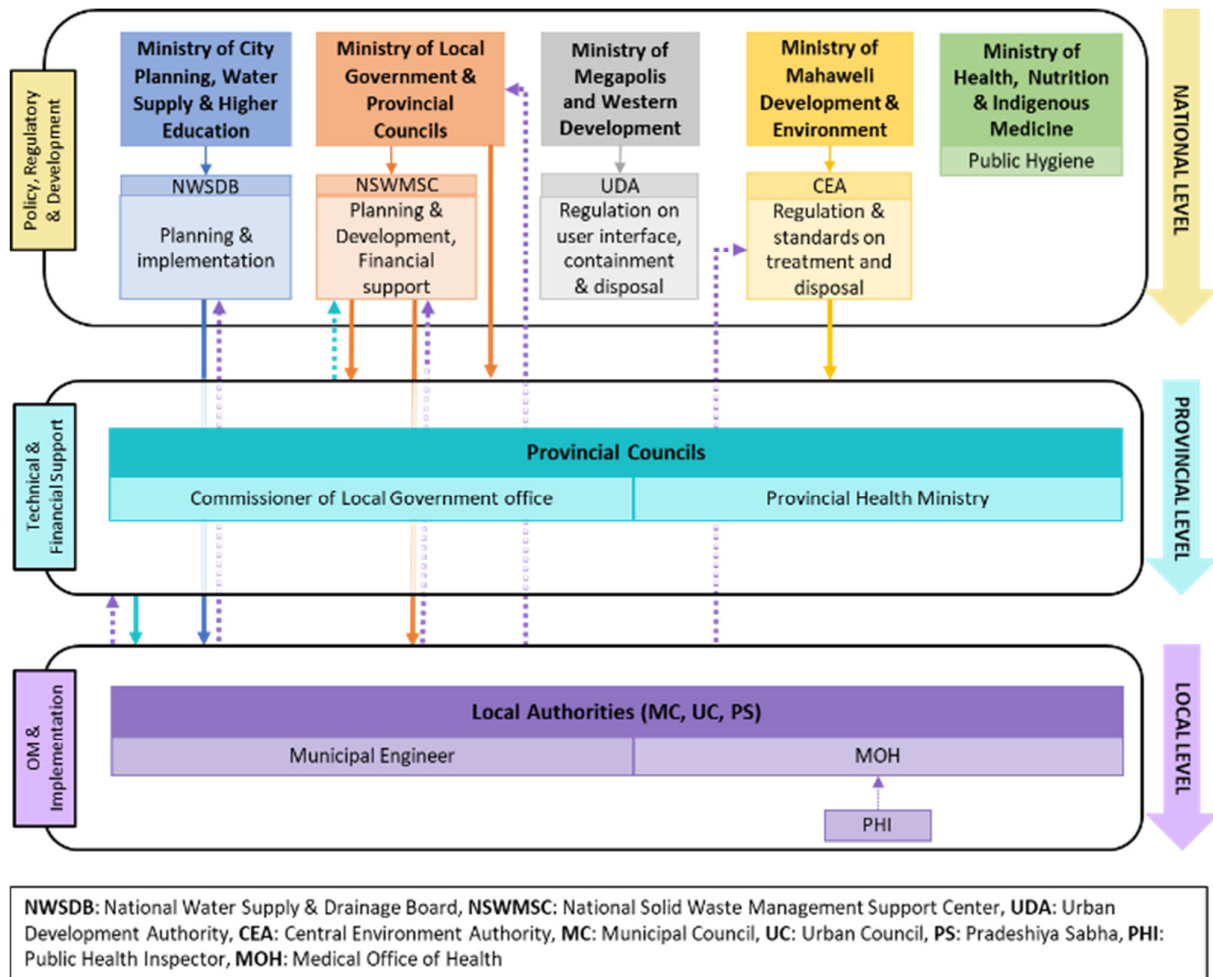 Policy, Regulatory
& Development
Ministry of City
Planning, Water
Supply & Higher
Education
NWSDB
Planning &
implementation
Ministry of Local
Government &
Provincial
Councils
NSWMSC
Planning &
Development,
Financial
support
Ministry of
Megapolis
and Western
Development
UDA
Regulation on
user interface,
containment
& disposal
Ministry of
Mahaweli
Development &
Environment
CEA
Regulation &
standards on
treatment and
disposal
Ministry of
Health, Nutrition
& Indigenous
Medicine
Public Hygiene
NATIONAL LEVEL
Technical &
Financial Support
Provincial Councils
Commissioner of Local Government office
Provincial Health Ministry
PROVINCIAL LEVEL
OM &
Implementation
Local Authorities (MC, UC, PS)
Municipal Engineer
MOH
PHI
LOCAL LEVEL
NWSDB: National Water Supply & Drainage Board, NSWMSC: National Solid Waste Management Support Center, UDA: Urban
Development Authority, CEA: Central Environment Authority, MC: Municipal Council, UC: Urban Council, PS: Pradeshiya Sabha, PHI:
Public Health Inspector, MOH: Medical Office of Health